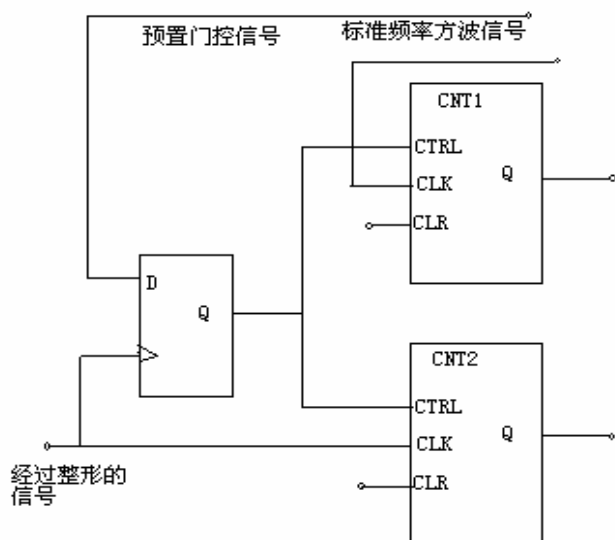 预置门控信号
标准频率方波信号
CNT1
CTRL
Q
CLK
CLR
D
Q
CNT2
CTRL
Q
CLK
CLR
经过整形的
信号